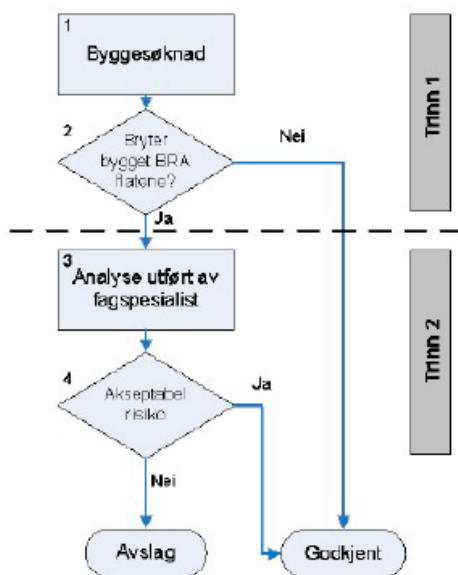 1
Byggesøknad
2
Bryter
bygget BRA
flatene?
Nei
Ja
Trinn 1
3
Analyse utført av
fagspesialist
4
Akseptabel
risiko
Ja
Nei
Trinn 2
Avslag
Godkjent